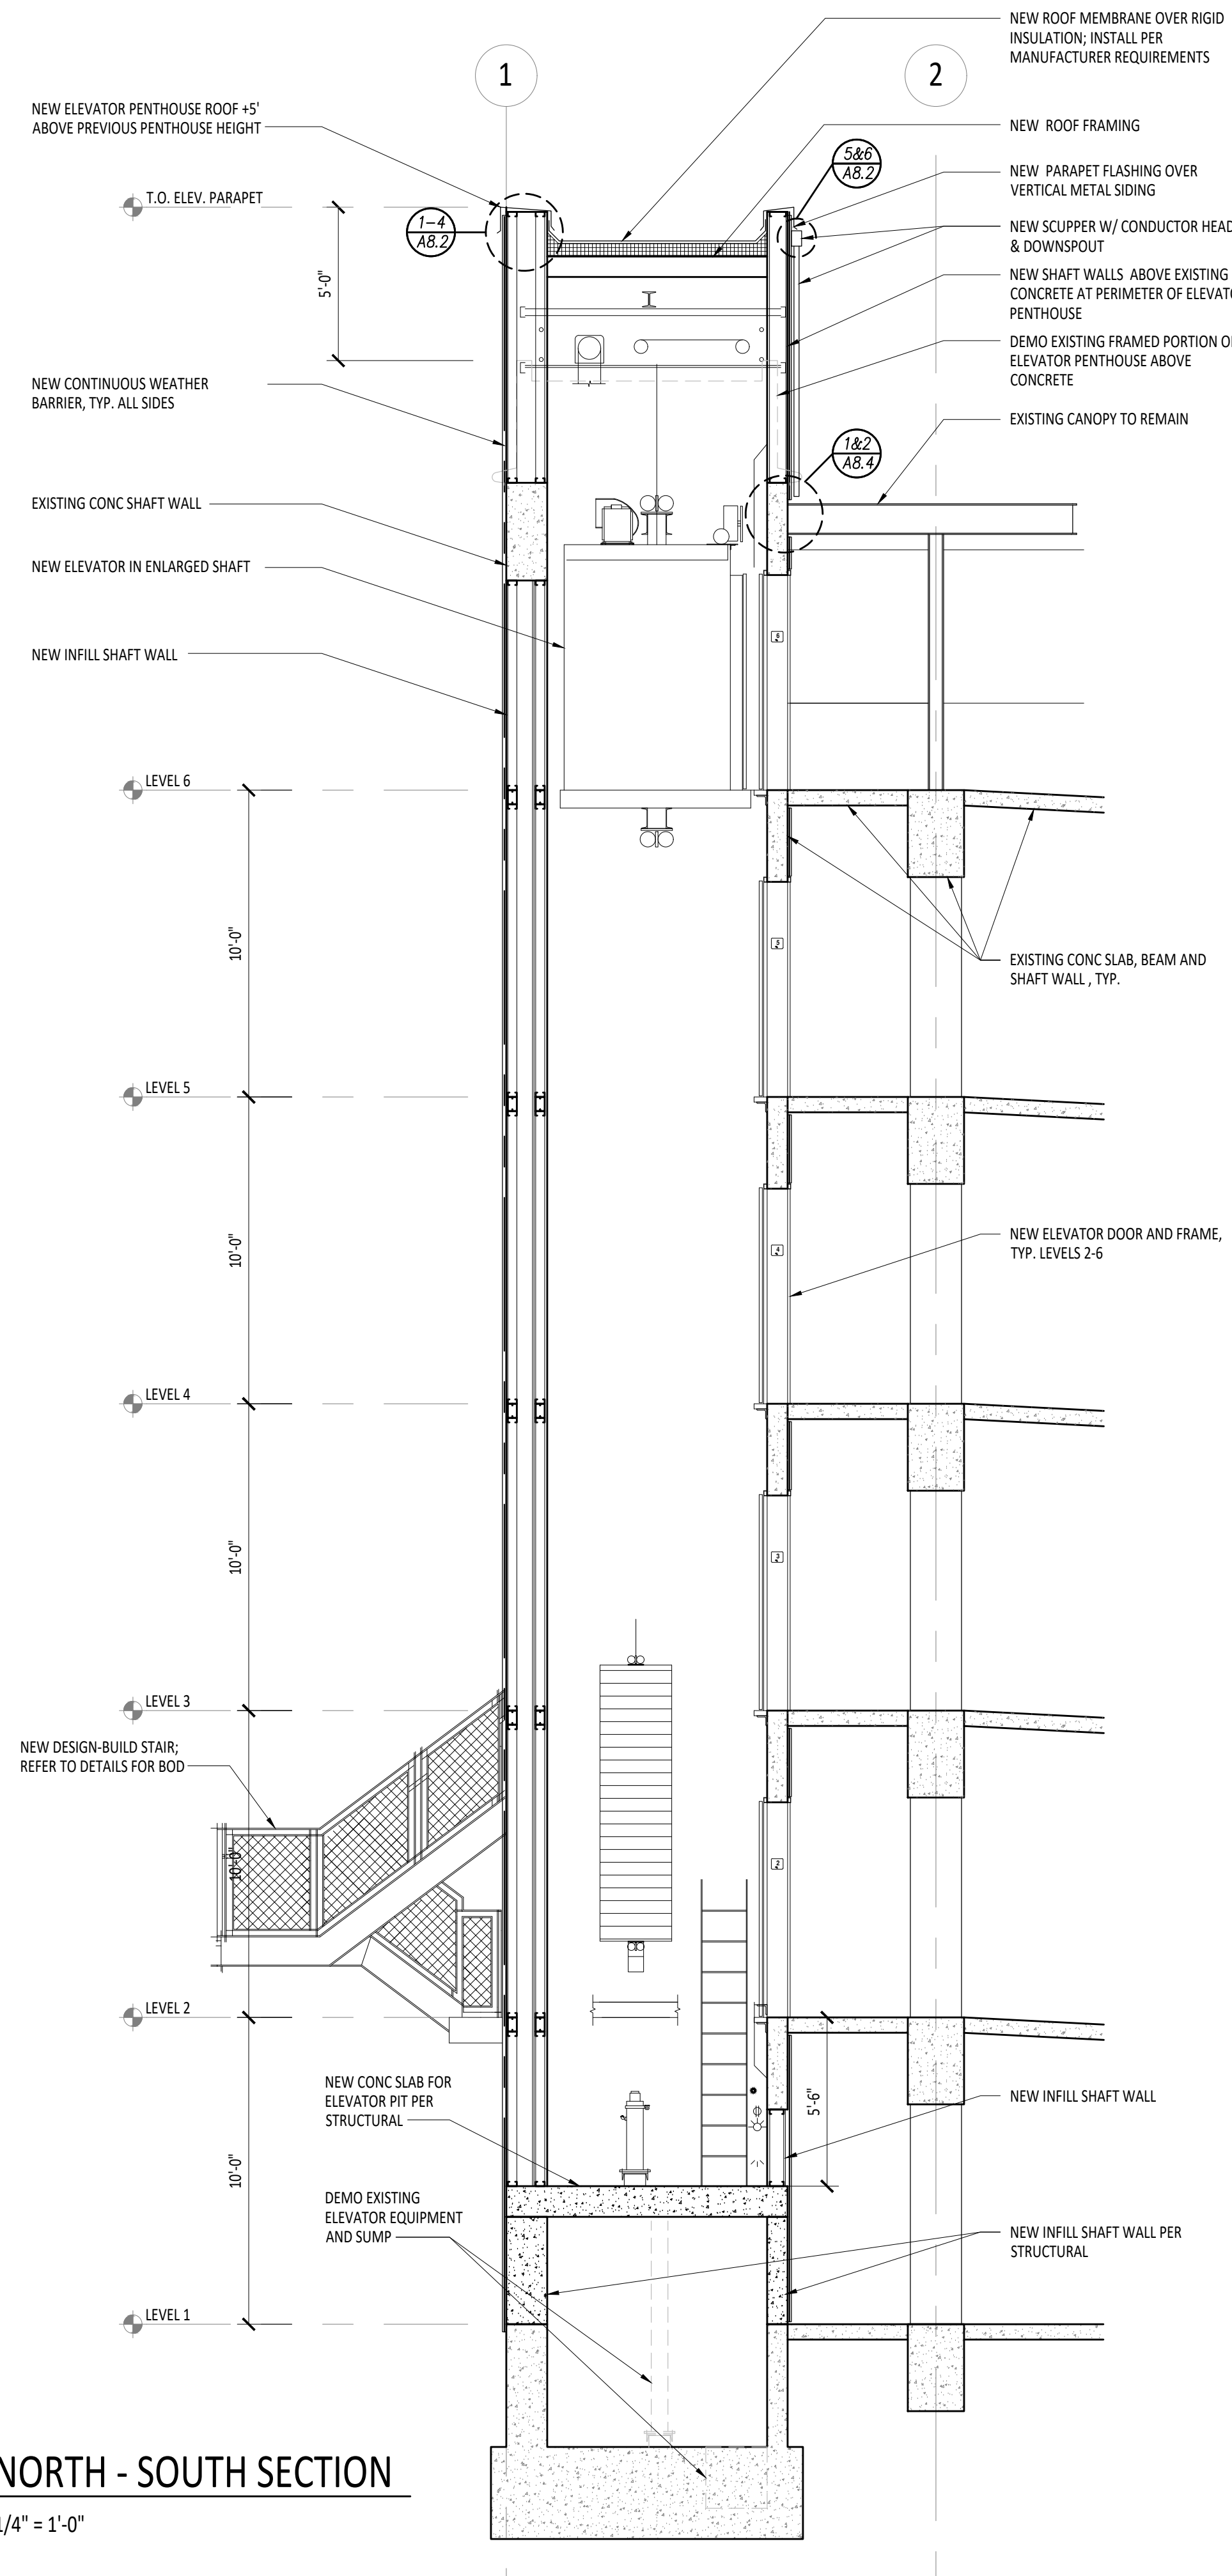 1
2
NEW ROOF MEMBRANE OVER RIGID
INSULATION; INSTALL PER
MANUFACTURER REQUIREMENTS
NEW ELEVATOR PENTHOUSE ROOF +5'
ABOVE PREVIOUS PENTHOUSE HEIGHT
NEW ROOF FRAMING
5&6
A8.2
NEW PARAPET FLASHING OVER
VERTICAL METAL SIDING
T.O. ELEV. PARAPET
1-4
A8.2
NEW SCUPPER W/ CONDUCTOR HEAD
& DOWNSPOUT
5'-0"
NEW SHAFT WALLS ABOVE EXISTING
CONCRETE AT PERIMETER OF ELEVATO
PENTHOUSE
DEMO EXISTING FRAMED PORTION O
ELEVATOR PENTHOUSE ABOVE
CONCRETE
NEW CONTINUOUS WEATHER
BARRIER, TYP. ALL SIDES
EXISTING CANOPY TO REMAIN
1&2
A8.4
EXISTING CONC SHAFT WALL
NEW ELEVATOR IN ENLARGED SHAFT
6
NEW INFILL SHAFT WALL
LEVEL 6
10'-0"
5
EXISTING CONC SLAB, BEAM AND
SHAFT WALL , TYP.
LEVEL 5
10'-0"
4
NEW ELEVATOR DOOR AND FRAME,
TYP. LEVELS 2-6
LEVEL 4
10'-0"
3
LEVEL 3
NEW DESIGN-BUILD STAIR;
REFER TO DETAILS FOR BOD
10'-0"
2
LEVEL 2
NEW CONC SLAB FOR
ELEVATOR PIT PER
STRUCTURAL
5'-6"
NEW INFILL SHAFT WALL
10'-0"
DEMO EXISTING
ELEVATOR EQUIPMENT
AND SUMP
NEW INFILL SHAFT WALL PER
STRUCTURAL
LEVEL 1
NORTH - SOUTH SECTION
1/4" = 1'-0"